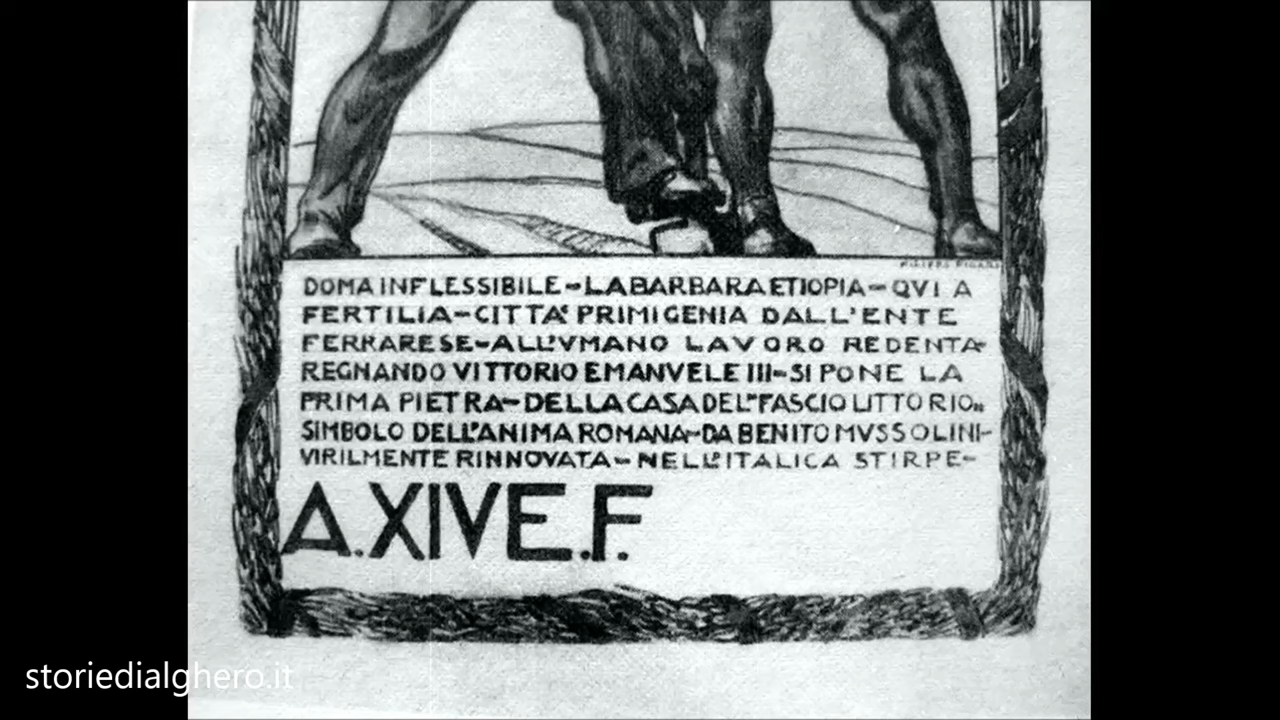 DOMA INFLESSIBILE - LA BARBARA ETIOPIA - QVI A
FERTILIA - CITTA' PRIMIGENIA DALL'ENTE
FERRARESE - ALL'VMANO LAVORO REDENTA -
REGNANDO VITTORIO EMANVELE III - SI PONE LA
PRIMA PIETRA - DELLA CASA DEL FASCIO LITTORIO -
SIMBOLO DELL'ANIMA ROMANA - DA BENITO MVSSOLINI -
VIRILMENTE RINNOVATA - NELL'ITALICA STIRPE -
A.XIV E.F.
storiedialghero.it